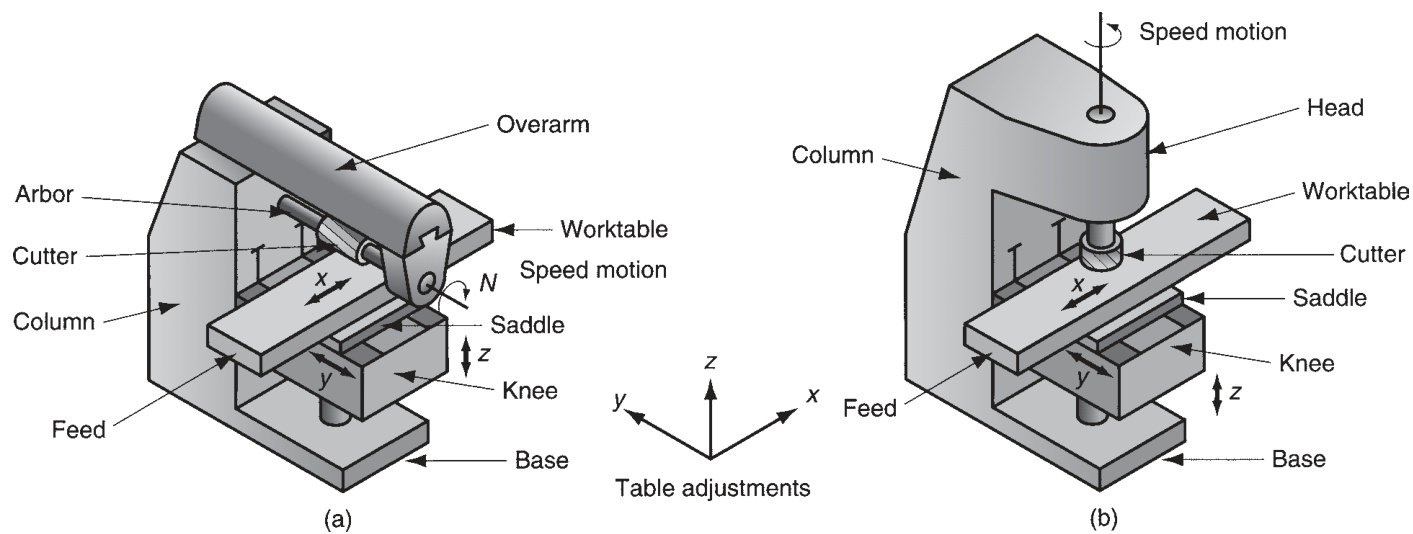 Overarm
Arbor
Worktable
Cutter
Speed motion
N
x
Column
Saddle
z
y
Knee
Feed
Base
(a)
z
y
x
Table adjustments
Speed motion
Head
Column
Worktable
Cutter
x
Saddle
Knee
y
z
Feed
Base
(b)